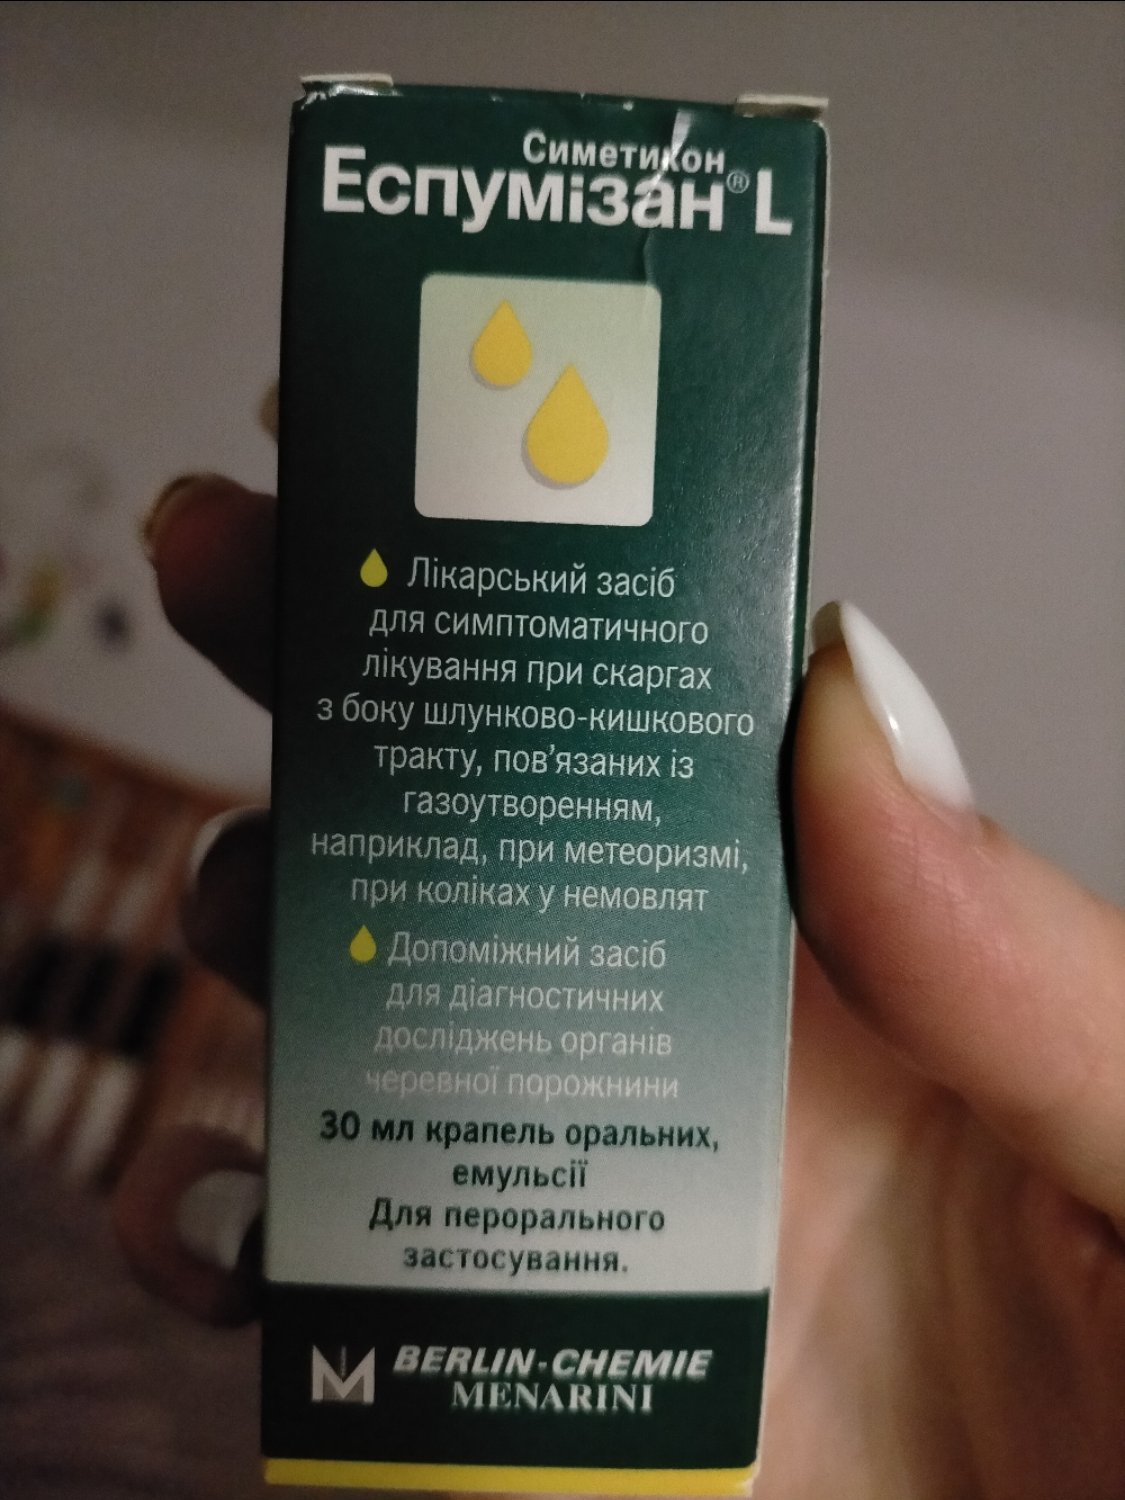 Симетикон
Еспумізан® L
Лікарський засіб
для симптоматичного
лікування при скаргах
з боку шлунково-кишкового
тракту, пов’язаних із
газоутворенням,
наприклад, при метеоризмі,
при коліках у немовлят
Допоміжний засіб
для діагностичних
досліджень органів
черевної порожнини
30 мл крапель оральних,
емульсії
Для перорального
застосування.
BERLIN-CHEMIE
MENARINI